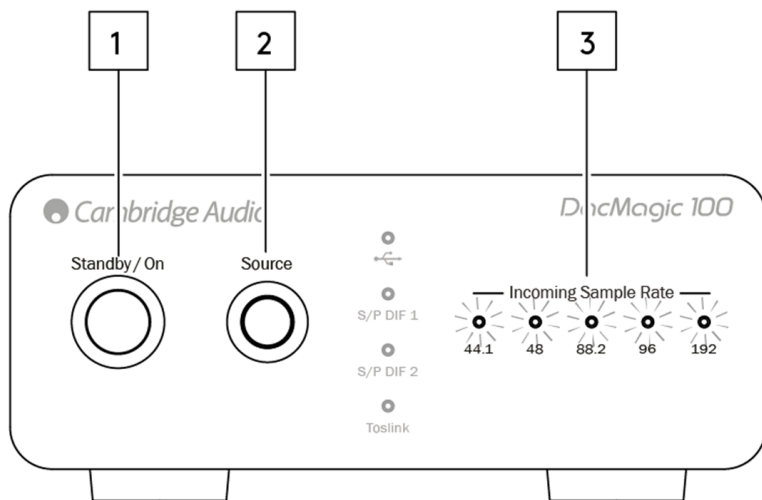 1 2 3
Cambridge Audio DacMagic 100
Standby / On Source
Incoming Sample Rate
S/P DIF 1
44.1 48 88.2 96 192
S/P DIF 2
Toslink